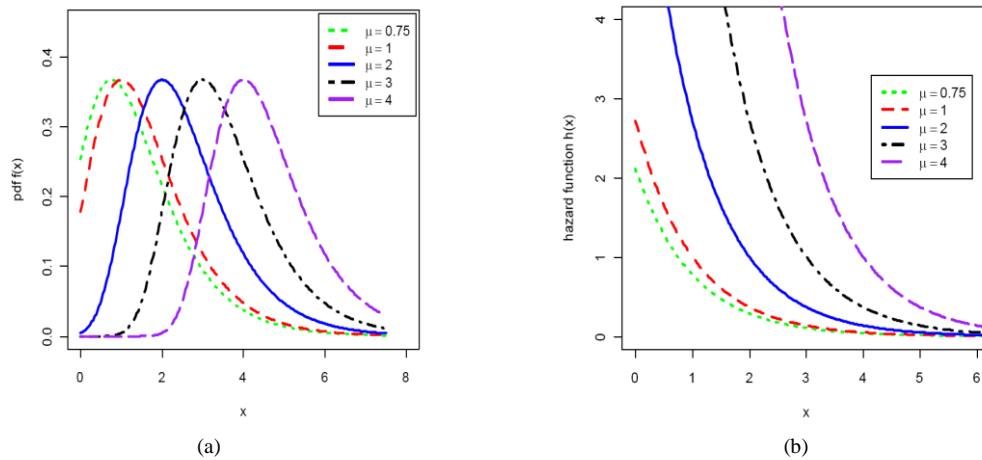 pdf f(x)
0.0
0.1
0.2
0.3
0.4
0 2 4 6 8
x
μ = 0.75
μ = 1
μ = 2
μ = 3
μ = 4
(a)
hazard function h(x)
0
1
2
3
4
0 1 2 3 4 5 6
x
μ = 0.75
μ = 1
μ = 2
μ = 3
μ = 4
(b)